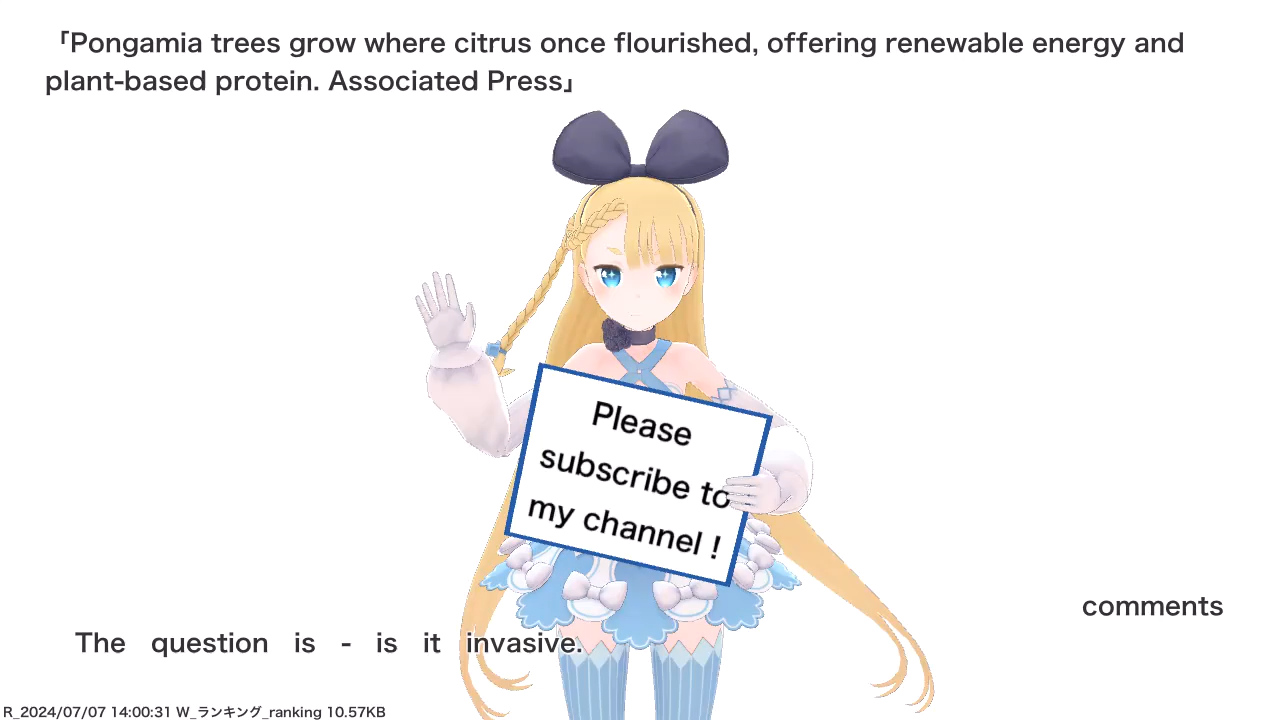 「Pongamia trees grow where citrus once flourished, offering renewable energy and
plant-based protein. Associated Press」
Please
subscribe to
my channel !
comments
The question is - is it invasive.
R_2024/07/07 14:00:31 W_ランキング_ranking 10.57KB